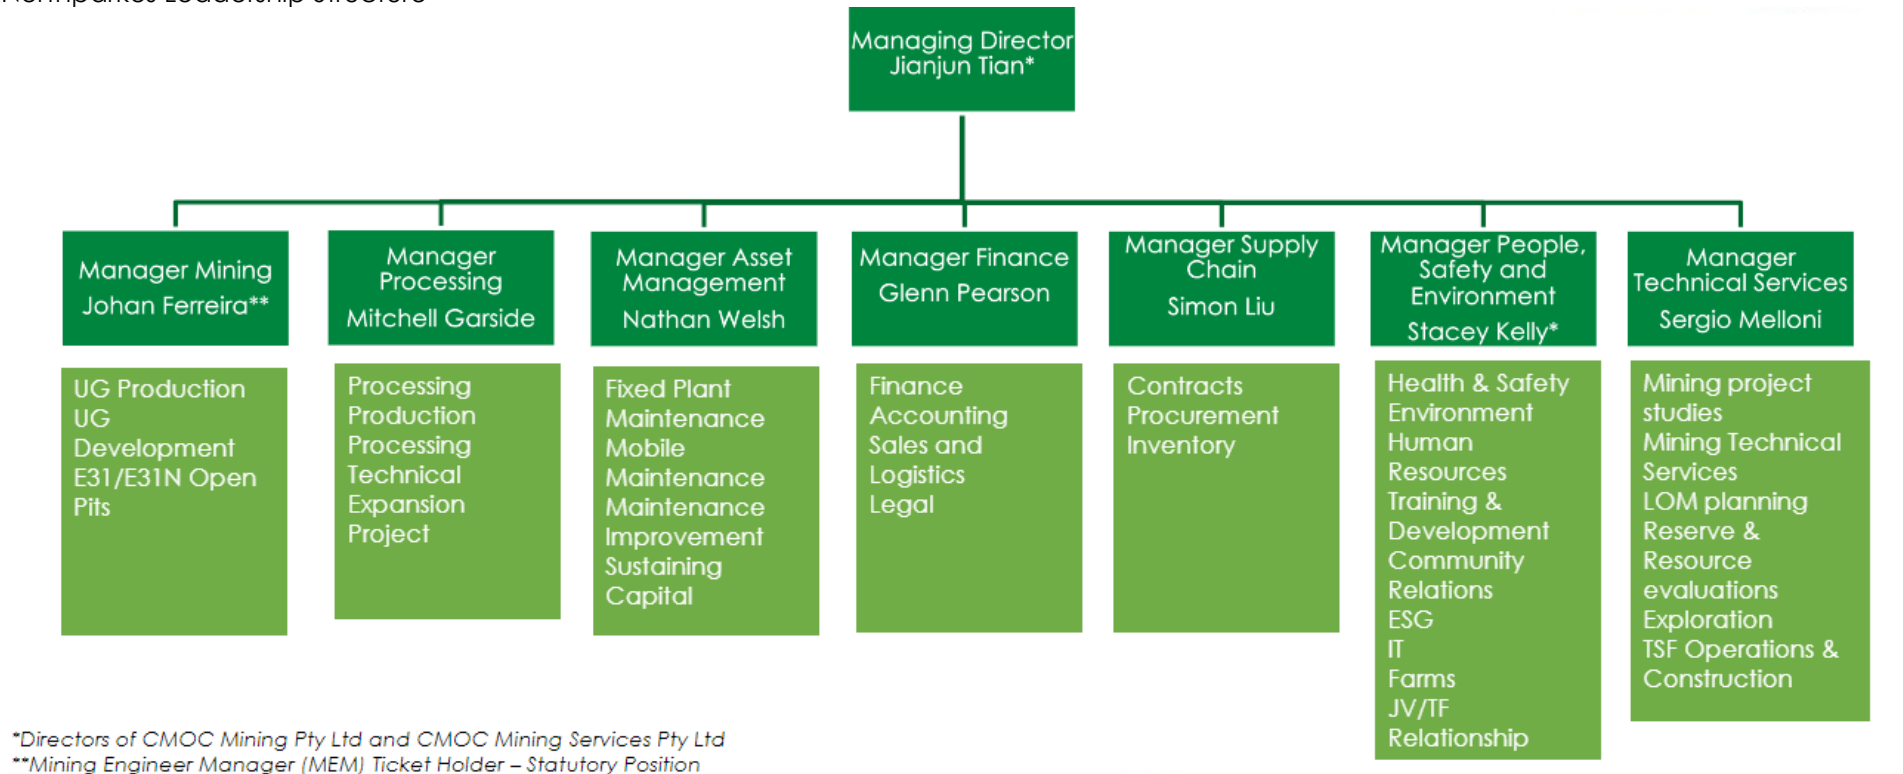 Northparkes Leadership Structure
Managing Director
Jianjun Tian*
Manager Mining
Johan Ferreira**
Manager
Processing
Mitchell Garside
Manager Asset
Management
Nathan Welsh
Manager Finance
Glenn Pearson
Manager Supply
Chain
Simon Liu
Manager People,
Safety and
Environment
Stacey Kelly*
Manager
Technical Services
Sergio Melloni
UG Production
UG
Development
E31/E31N Open
Pits
Processing
Production
Processing
Technical
Expansion
Project
Fixed Plant
Maintenance
Mobile
Maintenance
Maintenance
Improvement
Sustaining
Capital
Finance
Accounting
Sales and
Logistics
Legal
Contracts
Procurement
Inventory
Health & Safety
Environment
Human
Resources
Training &
Development
Community
Relations
ESG
IT
Farms
JV/TF
Relationship
Mining project
studies
Mining Technical
Services
LOM planning
Reserve &
Resource
evaluations
Exploration
TSF Operations &
Construction
*Directors of CMOC Mining Pty Ltd and CMOC Mining Services Pty Ltd
**Mining Engineer Manager (MEM) Ticket Holder – Statutory Position